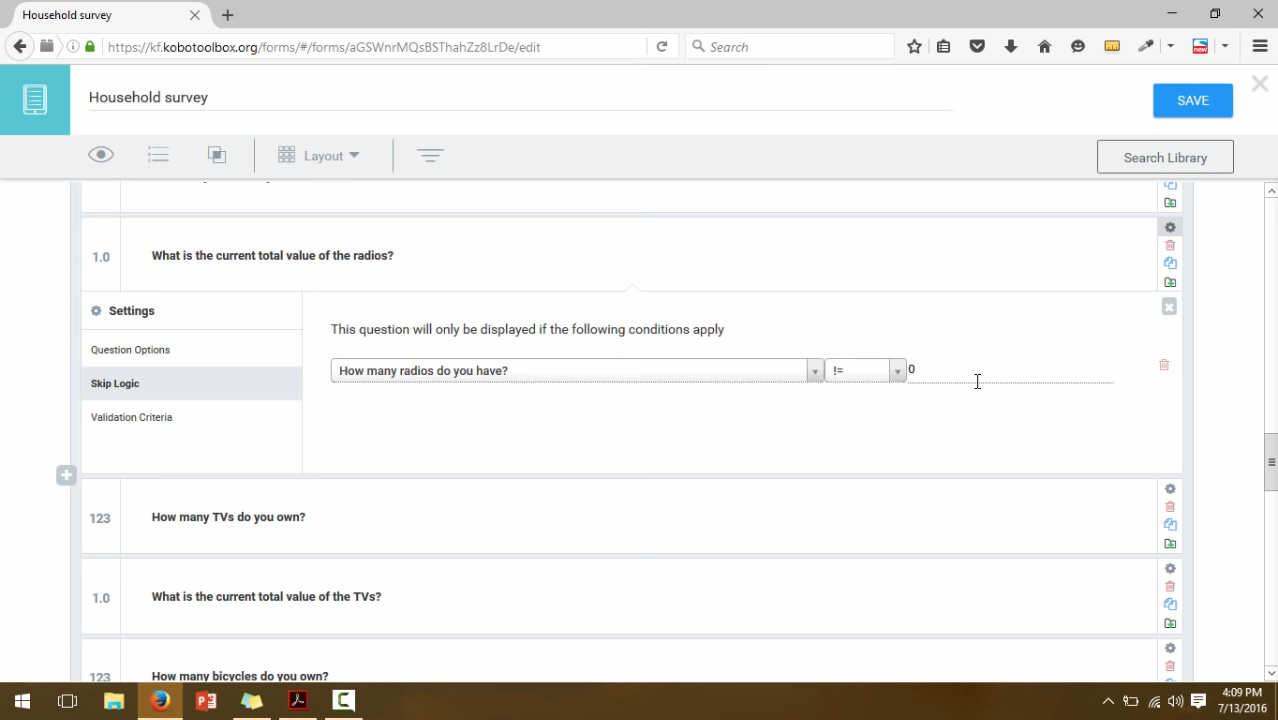 Household survey
https://kf.kobotoolbox.org/forms/#/forms/aGSWnrMQsBSThahZz8LrDe/edit
Search
new
Household survey
SAVE
Layout
Search Library
1.0 What is the current total value of the radios?
Settings
This question will only be displayed if the following conditions apply
Question Options
How many radios do you have? != 0
Skip Logic
Validation Criteria
123 How many TVs do you own?
1.0 What is the current total value of the TVs?
123 How many bicycles do you own?
4:09 PM
7/13/2016